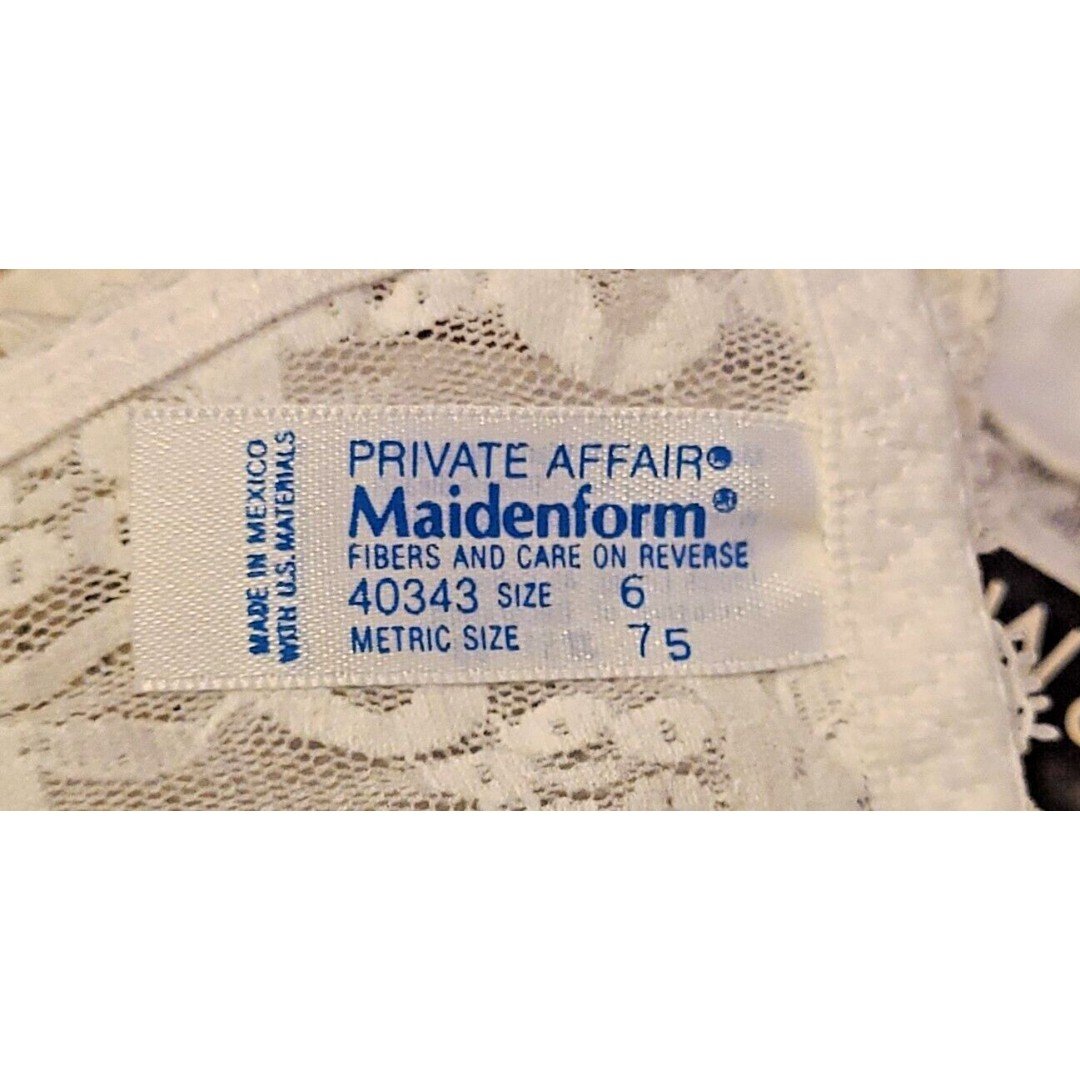 MADE IN MEXICO
WITH U.S. MATERIALS
PRIVATE AFFAIR®
Maidenform®
FIBERS AND CARE ON REVERSE
40343 SIZE 6
METRIC SIZE 75